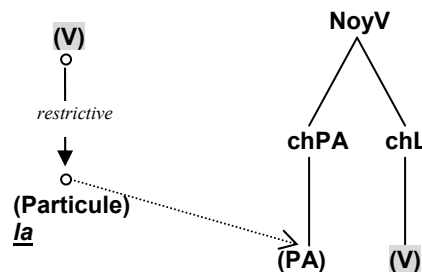 (V)
NoyV
restrictive
chPA
chL
(Particule)
la
(PA)
(V)